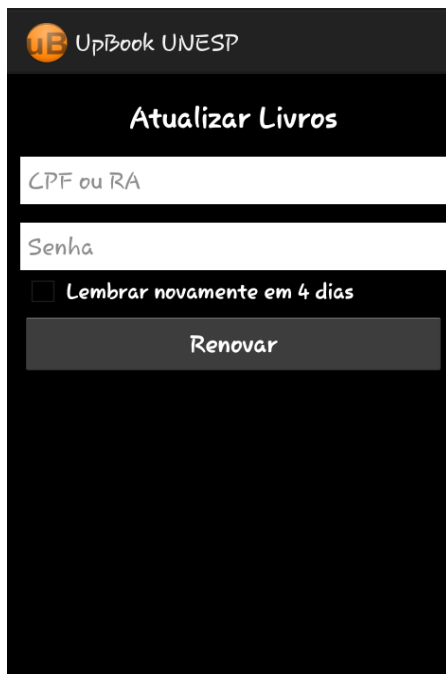 uB UpBook UNESP
Atualizar Livros
CPF ou RA
Senha
Lembrar novamente em 4 dias
Renovar